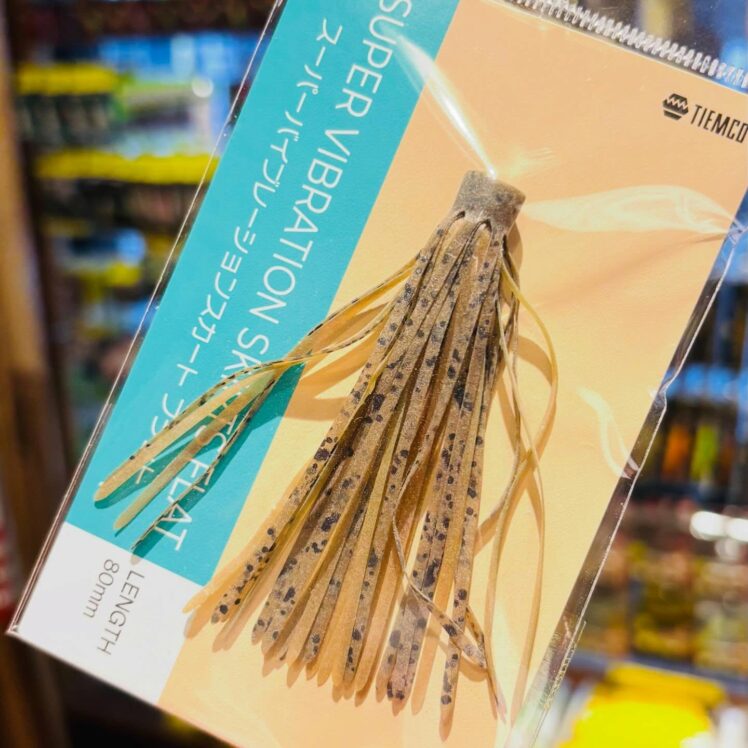 SUPER VIBRATION SKIRT FLAT
スーパーバイブレーションスカート フラット
TIEMCO
LENGTH
80mm